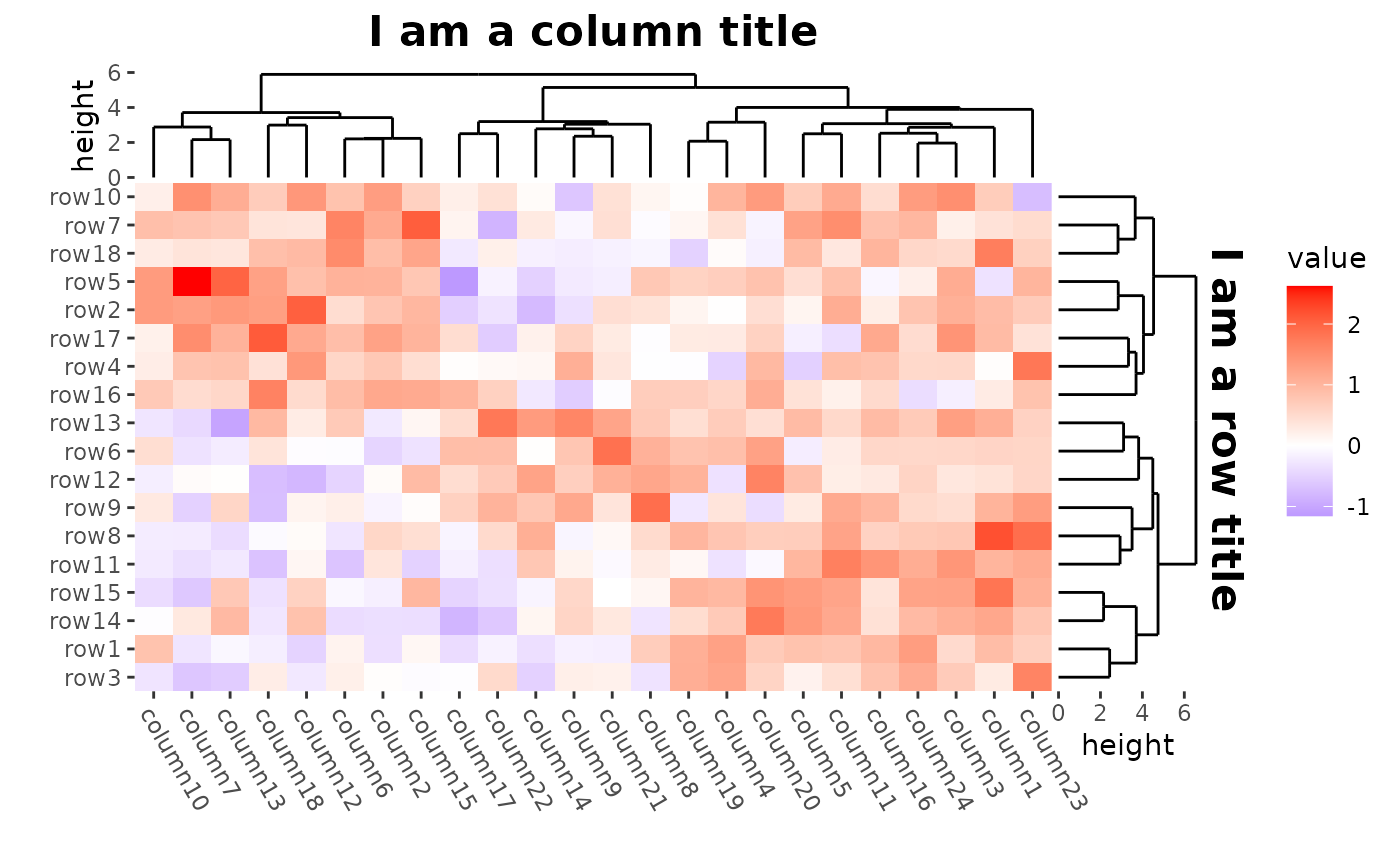 I am a column title
height
6
4
2
0
row10
row7
row18
row5
row2
row17
row4
row16
row13
row6
row12
row9
row8
row11
row15
row14
row1
row3
column10
column7
column13
column18
column12
column6
column2
column15
column17
column22
column14
column9
column21
column8
column19
column4
column20
column5
column11
column16
column24
column3
column1
column23
0 2 4 6
height
I am a row title
value
2
1
0
-1